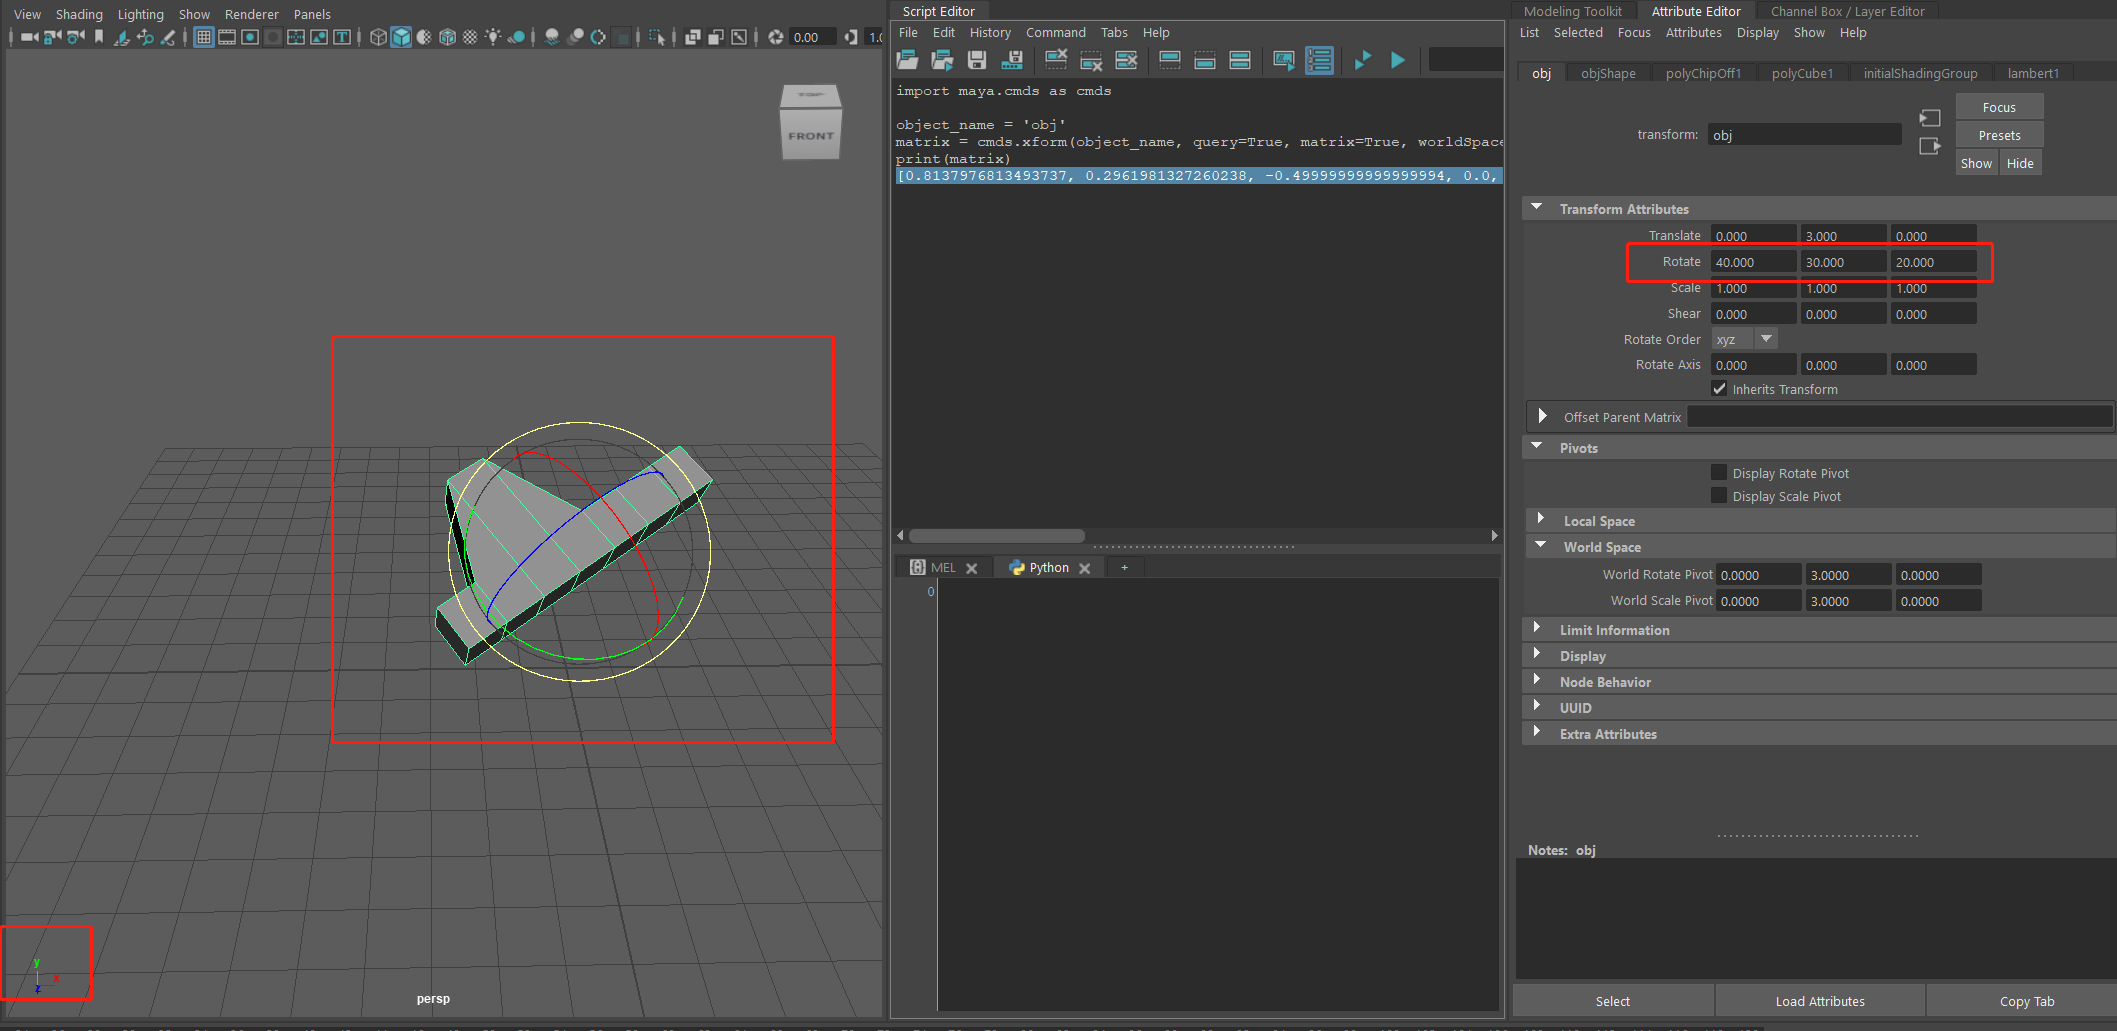 View Shading Lighting Show Renderer Panels
0.00
1.0
TOP
FRONT
y
x
z
persp
Script Editor
File Edit History Command Tabs Help
import maya.cmds as cmds
object_name = 'obj'
matrix = cmds.xform(object_name, query=True, matrix=True, worldSpace
print(matrix)
[0.8137976813493737, 0.2961981327260238, -0.49999999999999994, 0.0,
MEL Python +
0
Modeling Toolkit Attribute Editor Channel Box / Layer Editor
List Selected Focus Attributes Display Show Help
obj objShape polyChipOff1 polyCube1 initialShadingGroup lambert1
Focus
transform: obj
Presets
Show Hide
Transform Attributes
Translate 0.000 3.000 0.000
Rotate 40.000 30.000 20.000
Scale 1.000 1.000 1.000
Shear 0.000 0.000 0.000
Rotate Order xyz
Rotate Axis 0.000 0.000 0.000
Inherits Transform
Offset Parent Matrix
Pivots
Display Rotate Pivot
Display Scale Pivot
Local Space
World Space
World Rotate Pivot 0.0000 3.0000 0.0000
World Scale Pivot 0.0000 3.0000 0.0000
Limit Information
Display
Node Behavior
UUID
Extra Attributes
Notes: obj
Select Load Attributes Copy Tab